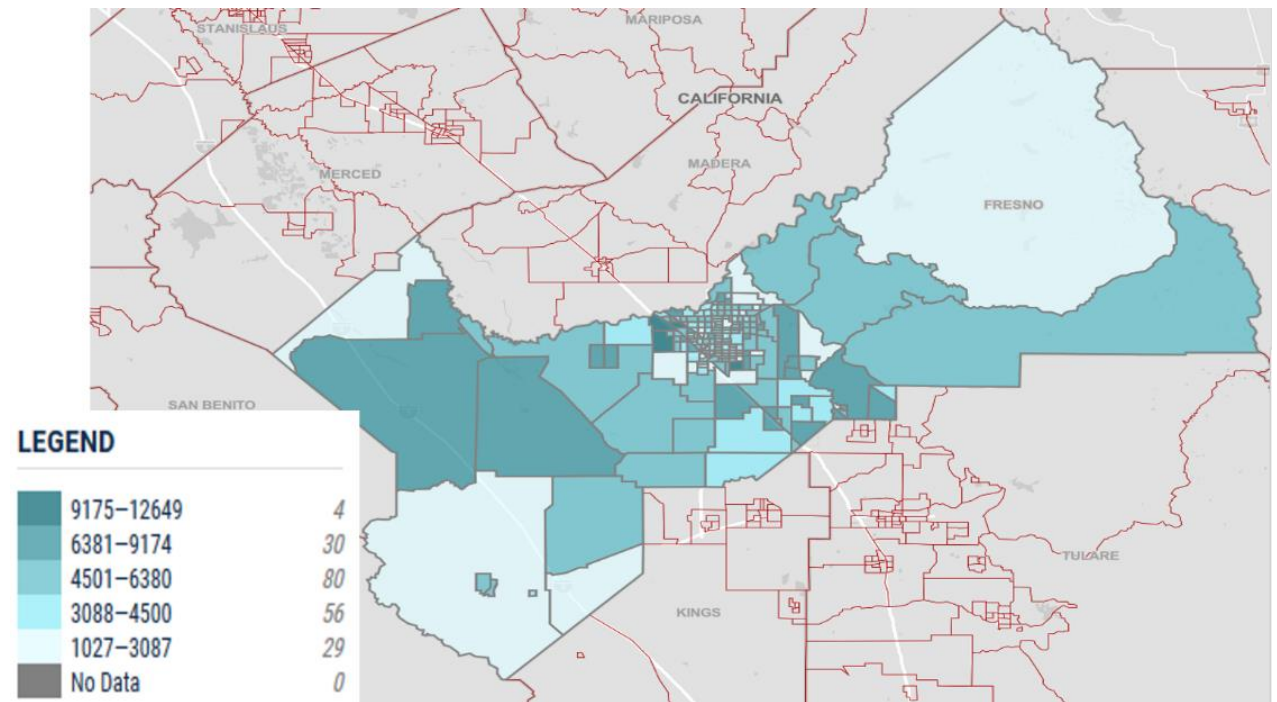 STANISLAUS
MARIPOSA
CALIFORNIA
MADERA
MERCED
FRESNO
SAN BENITO
TULARE
KINGS
LEGEND
9175–12649 4
6381–9174 30
4501–6380 80
3088–4500 56
1027–3087 29
No Data 0